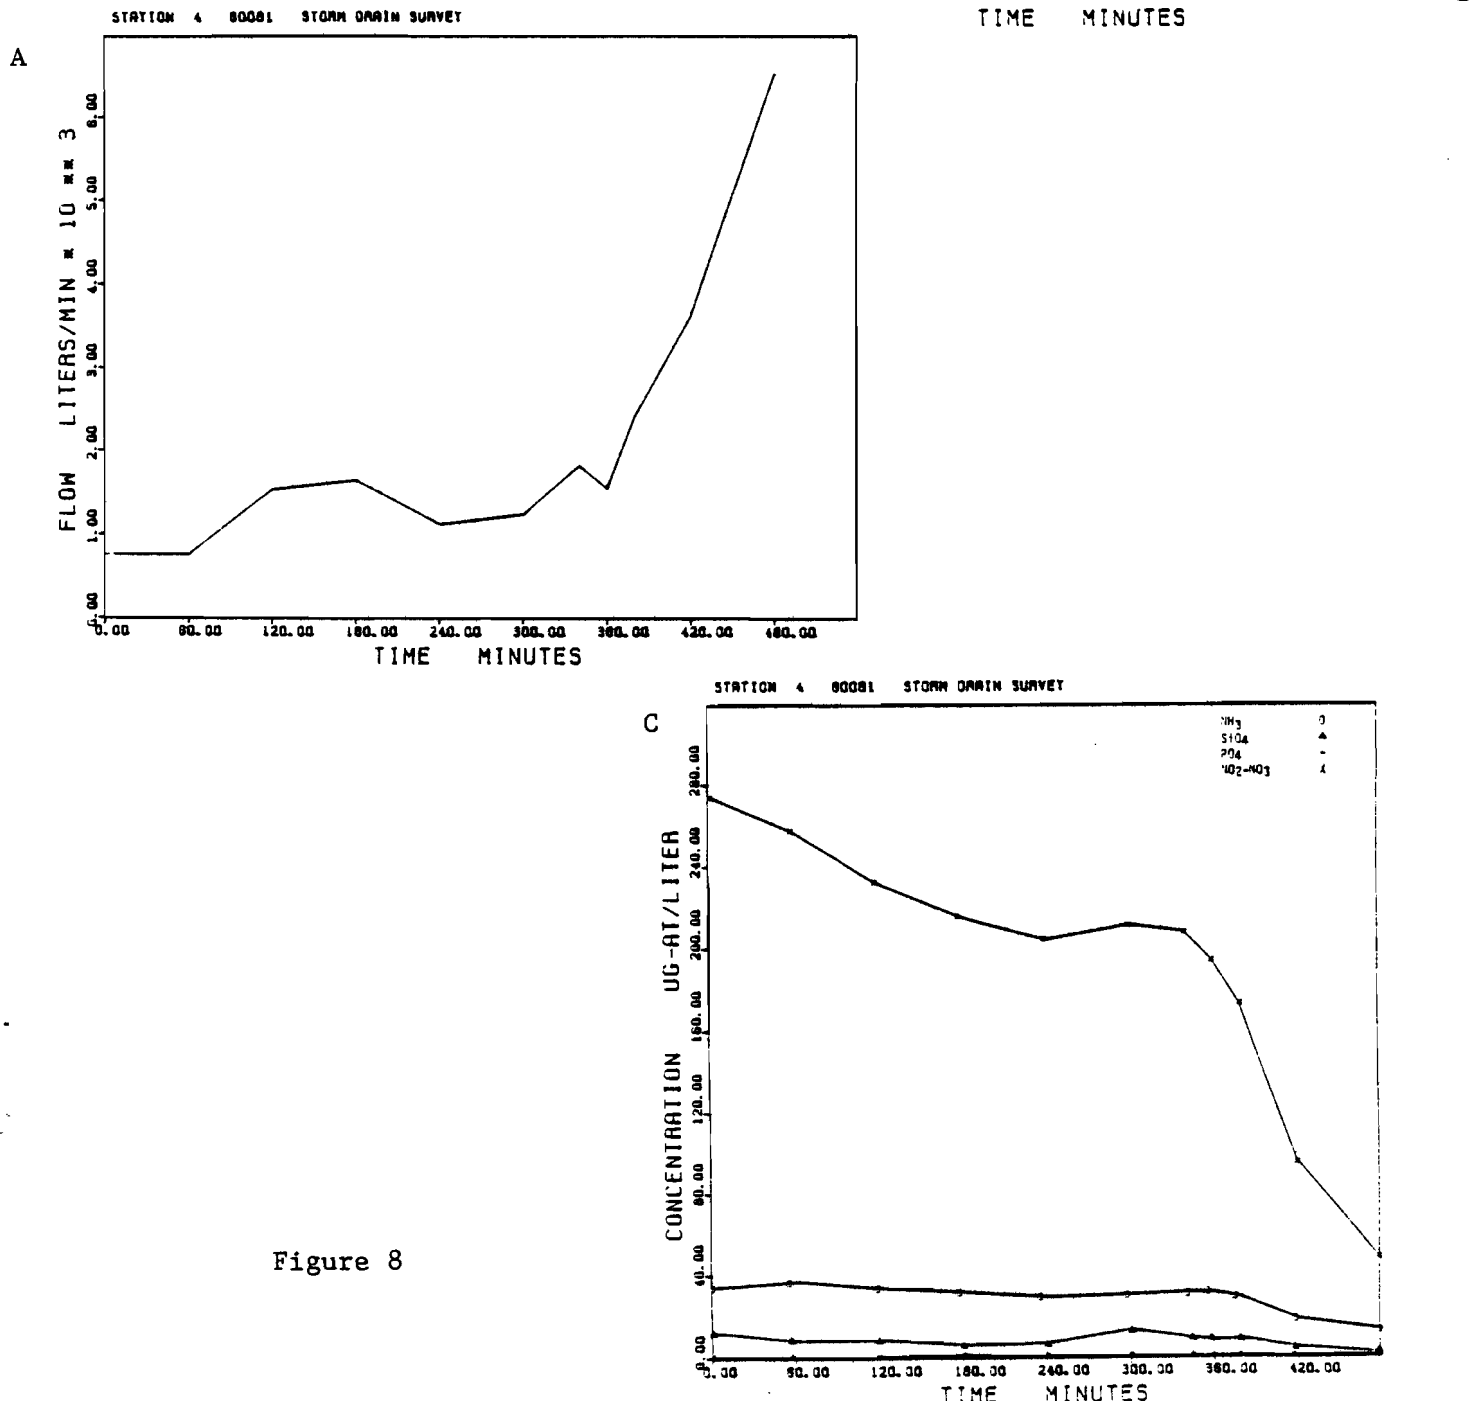 TIME MINUTES
STATION 4 80081 STORM DRAIN SURVEY
A
FLOW LITERS/MIN * 10 ** 3
6.00
5.00
4.00
3.00
2.00
1.00
0.00
0.00 60.00 120.00 180.00 240.00 300.00 360.00 420.00 480.00
TIME MINUTES
STATION 4 80081 STORM DRAIN SURVEY
C
NH3 O
SIO4 ▲
PO4 -
NO2-NO3 X
CONCENTRATION UG-AT/LITER
280.00
240.00
200.00
160.00
120.00
80.00
40.00
0.00
0.00 60.00 120.00 180.00 240.00 300.00 360.00 420.00
TIME MINUTES
Figure 8